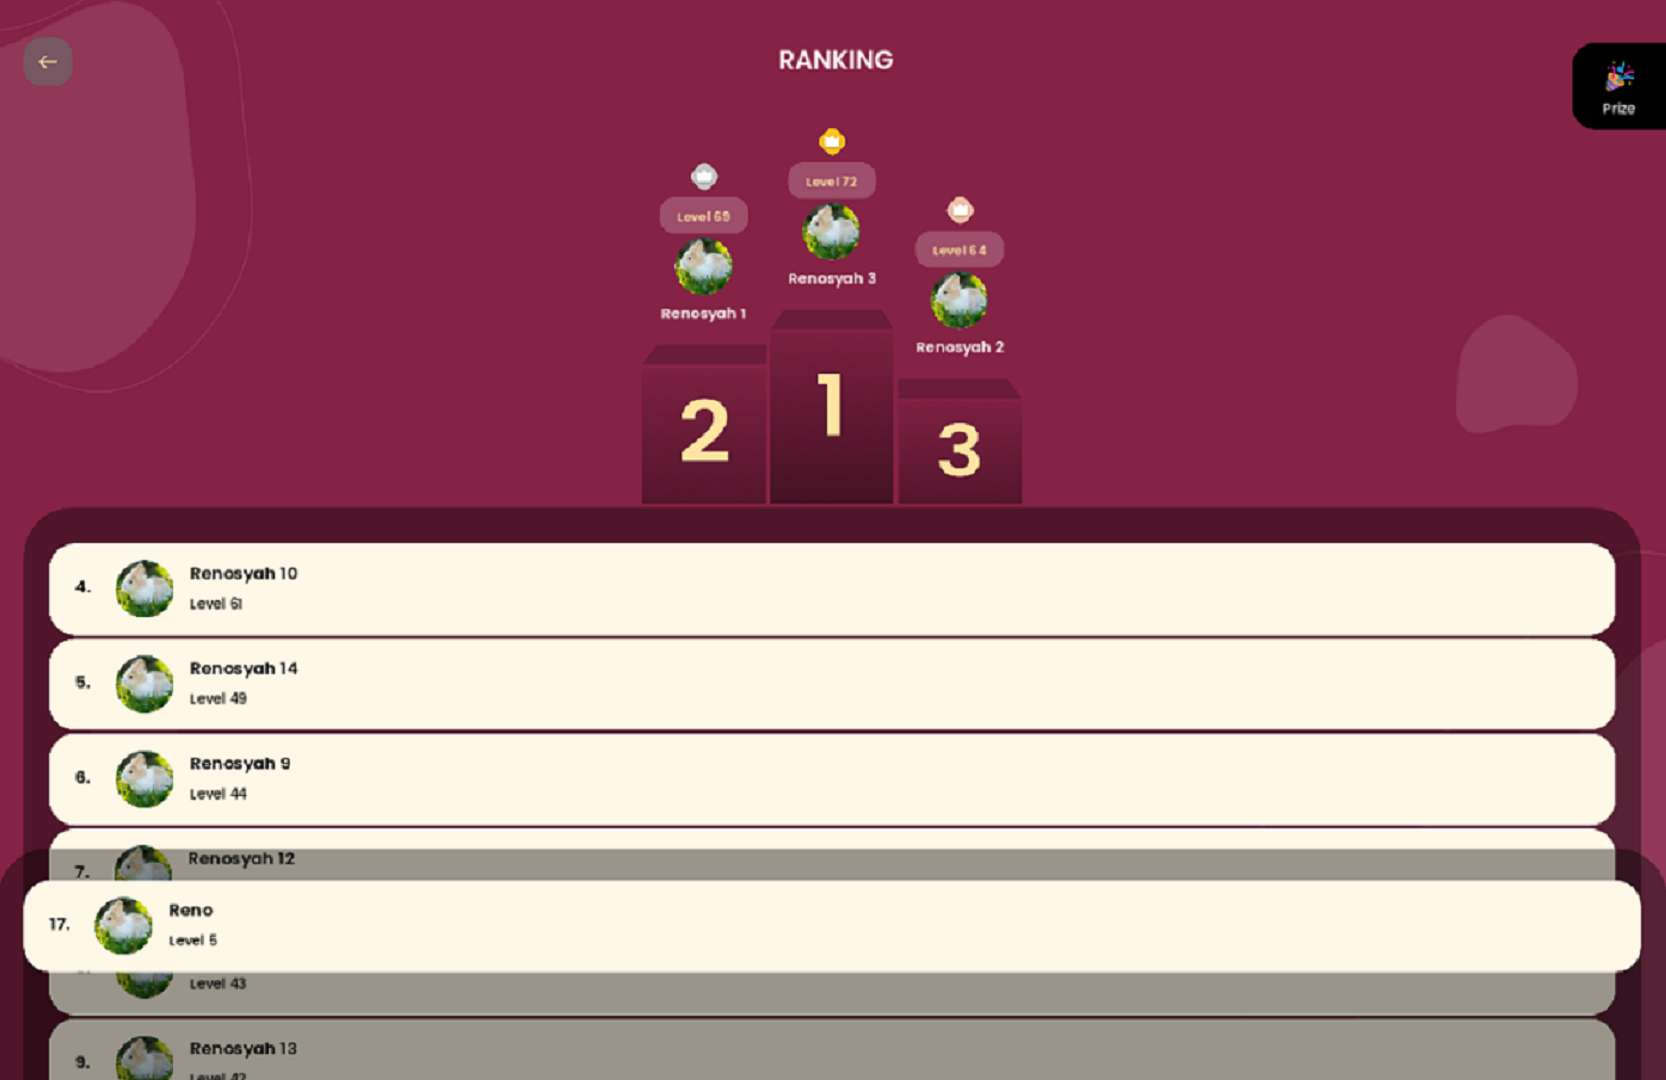 RANKING
Prize
Level 72
Level 69
Level 64
Renosyah 3
Renosyah 1
Renosyah 2
2
1
3
4.
Renosyah 10
Level 61
5.
Renosyah 14
Level 49
6.
Renosyah 9
Level 44
7.
Renosyah 12
17.
Reno
Level 5
Level 43
9.
Renosyah 13
Level 42